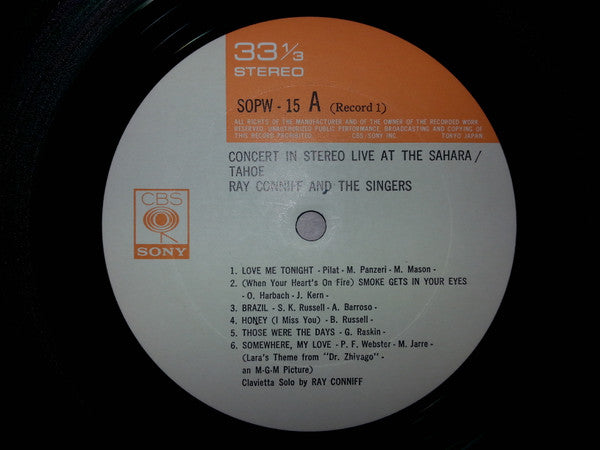 33 1/3
STEREO
SOPW - 15 A (Record 1)
ALL RIGHTS OF THE MANUFACTURER AND OF THE OWNER OF THE RECORDED WORK
RESERVED. UNAUTHORIZED PUBLIC PERFORMANCE, BROADCASTING AND COPYING OF
THIS RECORD PROHIBITED. CBS/SONY INC. TOKYO JAPAN
CONCERT IN STEREO LIVE AT THE SAHARA/
TAHOE
RAY CONNIFF AND THE SINGERS
CBS
SONY
1. LOVE ME TONIGHT - Pilat - M. Panzeri - M. Mason -
2. (When Your Heart's On Fire) SMOKE GETS IN YOUR EYES
- O. Harbach - J. Kern -
3. BRAZIL - S. K. Russell - A. Barroso -
4. HONEY (I Miss You) - B. Russell -
5. THOSE WERE THE DAYS - G. Raskin -
6. SOMEWHERE, MY LOVE - P. F. Webster - M. Jarre -
(Lara's Theme from "Dr. Zhivago" -
an M-G-M Picture)
Clavietta Solo by RAY CONNIFF